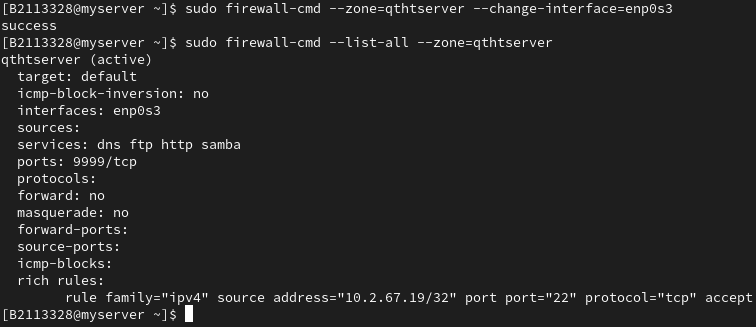 [B2113328@myserver ~]$ sudo firewall-cmd --zone=qthtserver --change-interface=enp0s3
success
[B2113328@myserver ~]$ sudo firewall-cmd --list-all --zone=qthtserver
qthtserver (active)
  target: default
  icmp-block-inversion: no
  interfaces: enp0s3
  sources:
  services: dns ftp http samba
  ports: 9999/tcp
  protocols:
  forward: no
  masquerade: no
  forward-ports:
  source-ports:
  icmp-blocks:
  rich rules:
        rule family="ipv4" source address="10.2.67.19/32" port port="22" protocol="tcp" accept
[B2113328@myserver ~]$